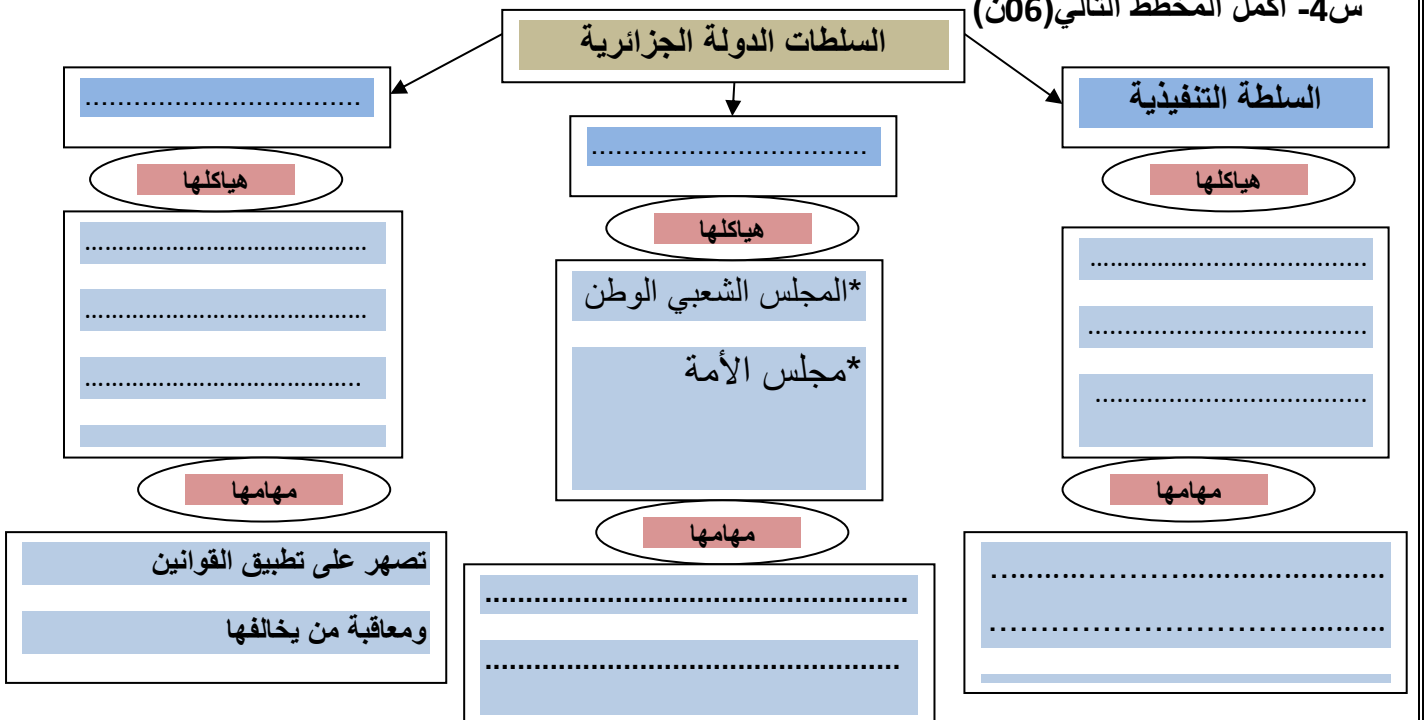 س4- اكمل المخطط التالي(06ن)
السلطات الدولة الجزائرية
السلطة التنفيذية
.................................
.................................
هياكلها
هياكلها
هياكلها
.....................................
.....................................
.....................................
*المجلس الشعبي الوطن
*مجلس الأمة
.....................................
.....................................
.....................................
مهامها
مهامها
مهامها
..........................................
..........................................
..................................................
..................................................
تصهر على تطبيق القوانين
ومعاقبة من يخالفها